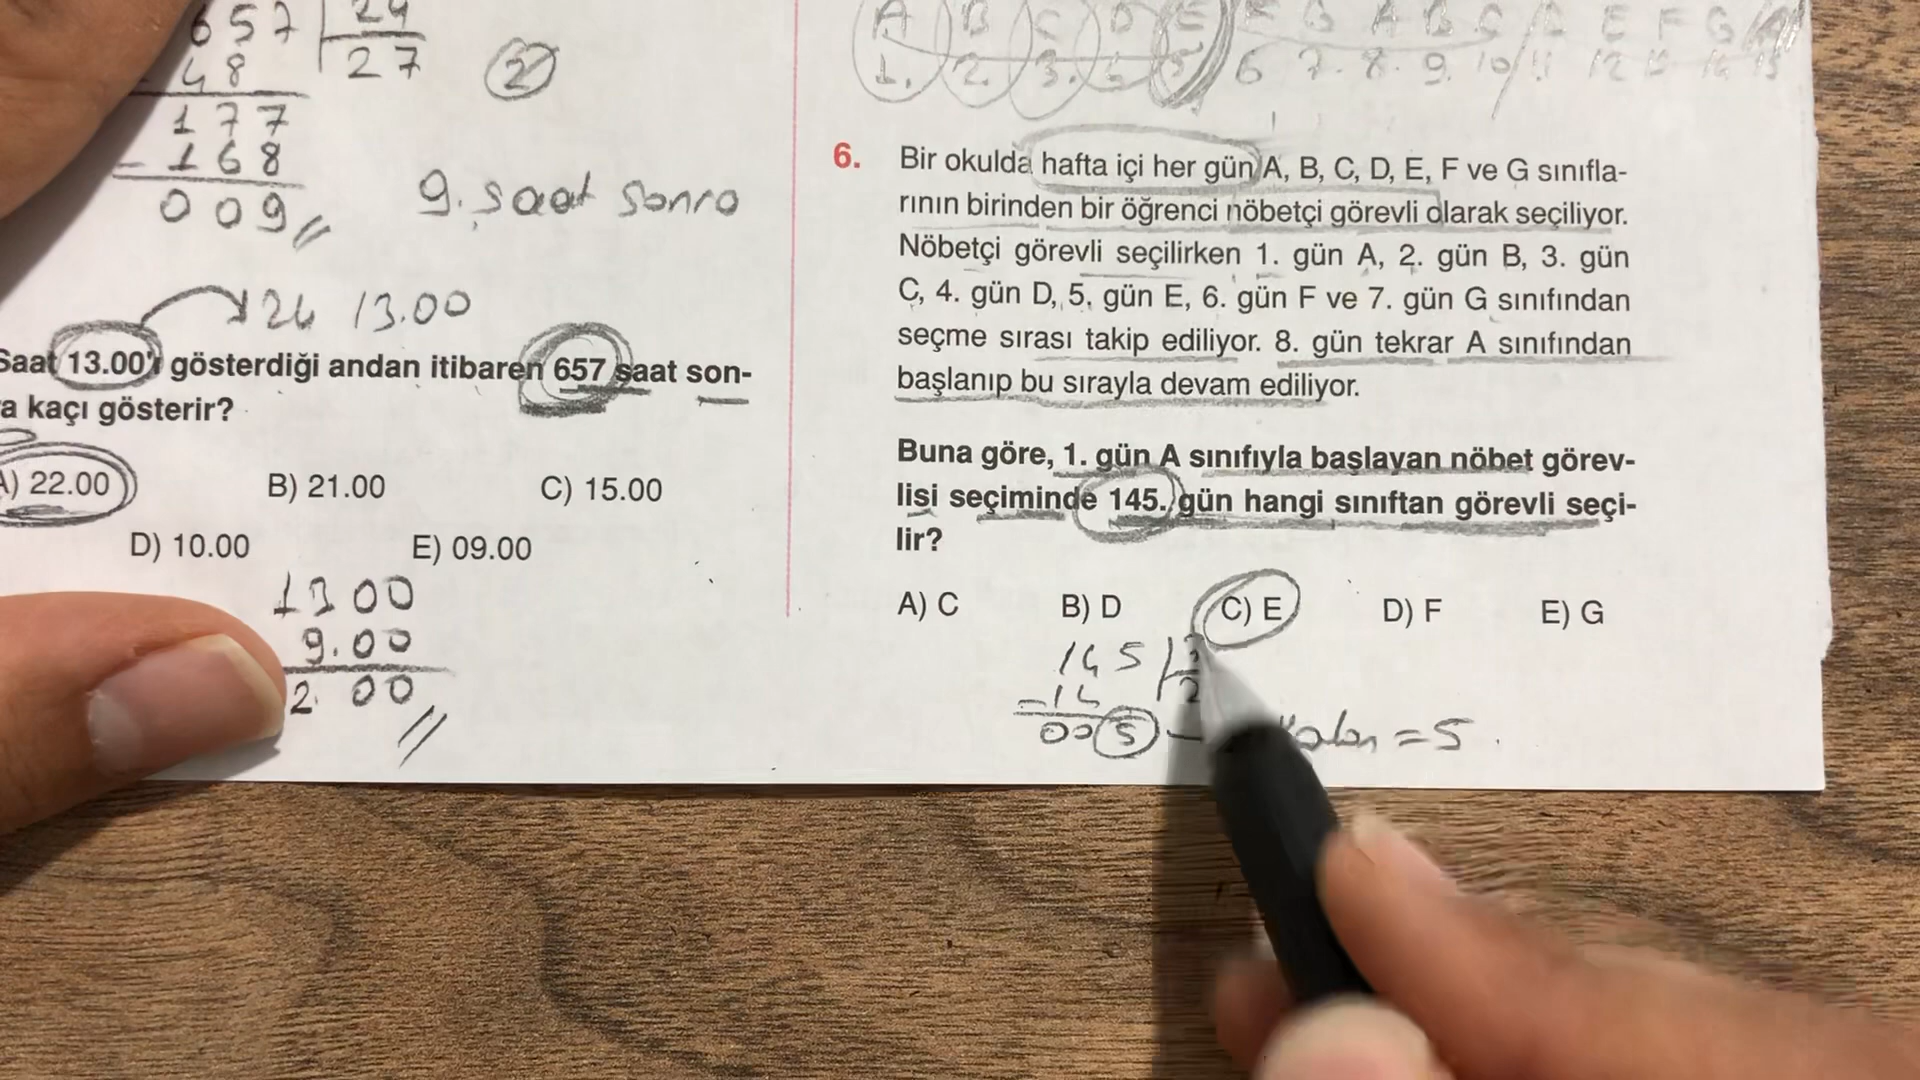 657 24
48 27 2
177
- 168
009
9. saat sonra
24 13.00
Saat 13.00'ı gösterdiği andan itibaren 657 saat son-
a kaçı gösterir?
A) 22.00 B) 21.00 C) 15.00
D) 10.00 E) 09.00
13 00
9.00
2. 00
A B C D E F G A B C D E F G
1. 2. 3. 4 5 6 7. 8. 9. 10 11 12 13 14 15
6. Bir okulda hafta içi her gün A, B, C, D, E, F ve G sınıfla-
rının birinden bir öğrenci nöbetçi görevli olarak seçiliyor.
Nöbetçi görevli seçilirken 1. gün A, 2. gün B, 3. gün
C, 4. gün D, 5. gün E, 6. gün F ve 7. gün G sınıfından
seçme sırası takip ediliyor. 8. gün tekrar A sınıfından
başlanıp bu sırayla devam ediliyor.
Buna göre, 1. gün A sınıfıyla başlayan nöbet görev-
lisi seçiminde 145. gün hangi sınıftan görevli seçi-
lir?
A) C B) D C) E D) F E) G
145
- 14 2
005 = 5